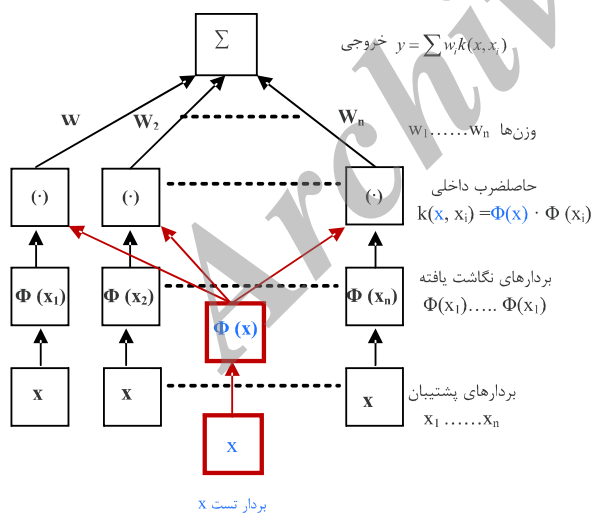 ∑
خروجی y = ∑ wᵢk(x, xᵢ)
W W₂ Wₙ
وزن‌ها w₁……wₙ
(·) (·) (·)
حاصلضرب داخلی
k(x, xᵢ) =Φ(x) · Φ (xᵢ)
Φ (x₁) Φ (x₂) Φ (xₙ)
بردارهای نگاشت یافته
Φ(x₁)….. Φ(x₁)
Φ (x)
x x x
بردارهای پشتیبان
x₁ ……xₙ
x
بردار تست x
Archiv